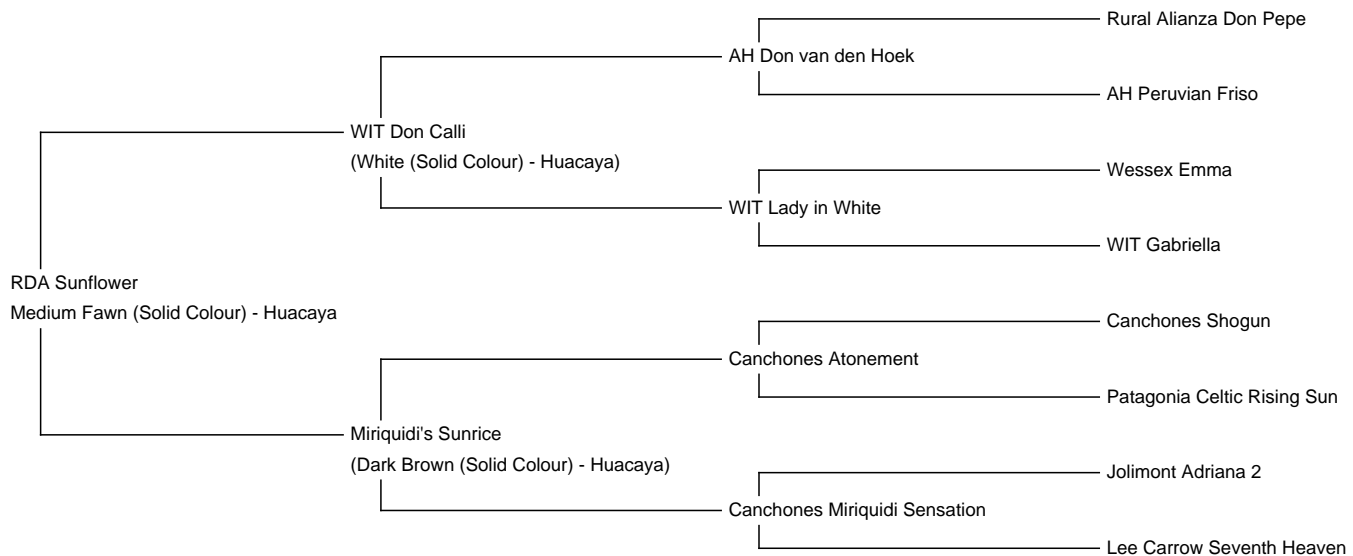 Rural Alianza Don Pepe
AH Don van den Hoek
AH Peruvian Friso
WIT Don Calli
(White (Solid Colour) - Huacaya)
Wessex Emma
WIT Lady in White
WIT Gabriella
RDA Sunflower
Medium Fawn (Solid Colour) - Huacaya
Canchones Shogun
Canchones Atonement
Patagonia Celtic Rising Sun
Miriquidi's Sunrice
(Dark Brown (Solid Colour) - Huacaya)
Jolimont Adriana 2
Canchones Miriquidi Sensation
Lee Carrow Seventh Heaven